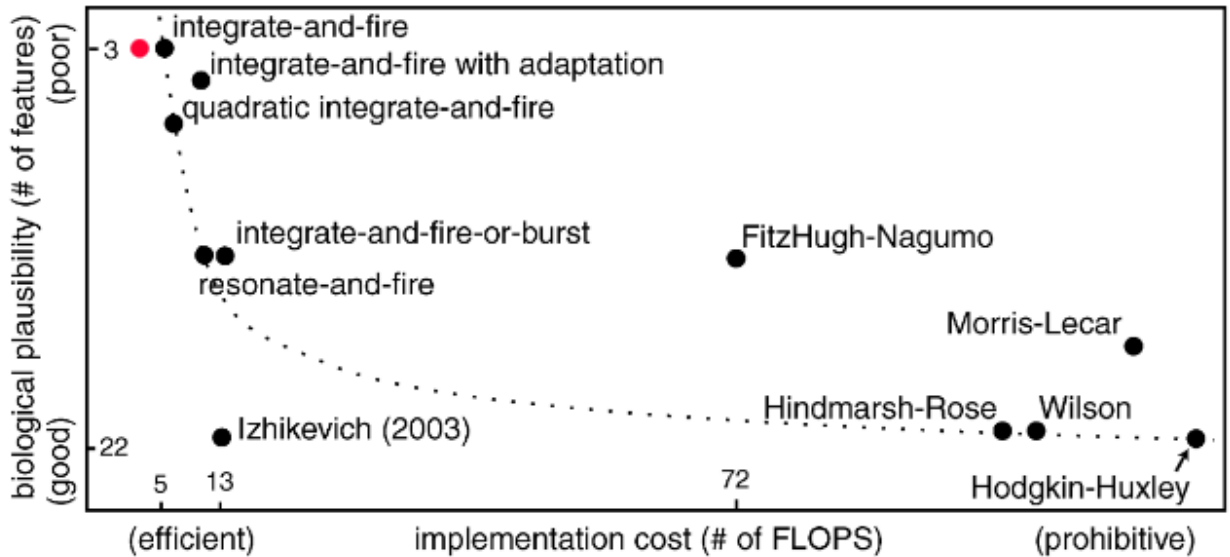 biological plausibility (# of features)
(poor)
(good)
3
22
integrate-and-fire
integrate-and-fire with adaptation
quadratic integrate-and-fire
integrate-and-fire-or-burst
resonate-and-fire
FitzHugh-Nagumo
Morris-Lecar
Izhikevich (2003)
Hindmarsh-Rose
Wilson
Hodgkin-Huxley
5
13
72
(efficient)
implementation cost (# of FLOPS)
(prohibitive)